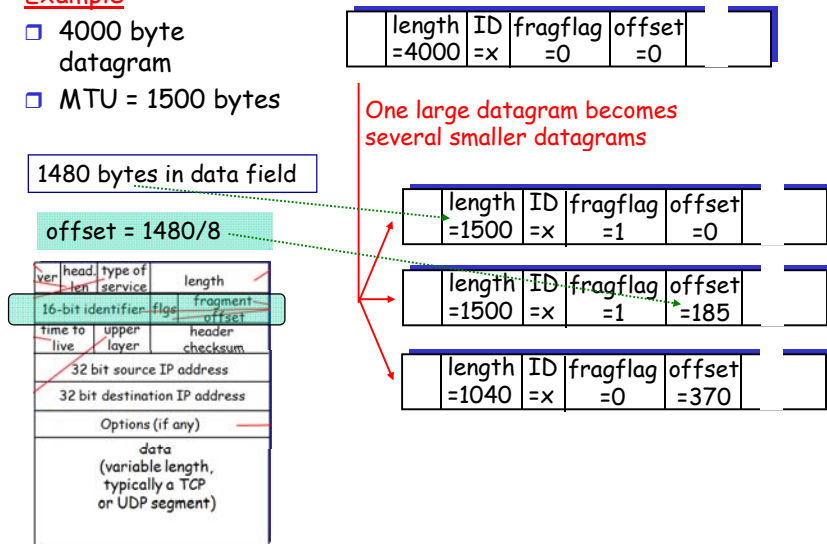 Example
4000 byte
datagram
MTU = 1500 bytes
length ID fragflag offset
=4000 =x =0 =0
One large datagram becomes
several smaller datagrams
1480 bytes in data field
offset = 1480/8
length ID fragflag offset
=1500 =x =1 =0
length ID fragflag offset
=1500 =x =1 =185
length ID fragflag offset
=1040 =x =0 =370
ver head. len type of service length
16-bit identifier flgs fragment offset
time to live upper layer header checksum
32 bit source IP address
32 bit destination IP address
Options (if any)
data
(variable length,
typically a TCP
or UDP segment)